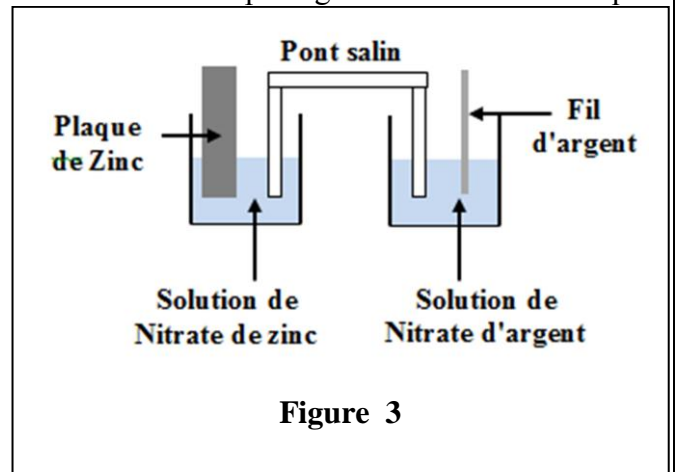 Pont salin
Plaque
de Zinc
Fil
d'argent
Solution de
Nitrate de zinc
Solution de
Nitrate d'argent
Figure 3